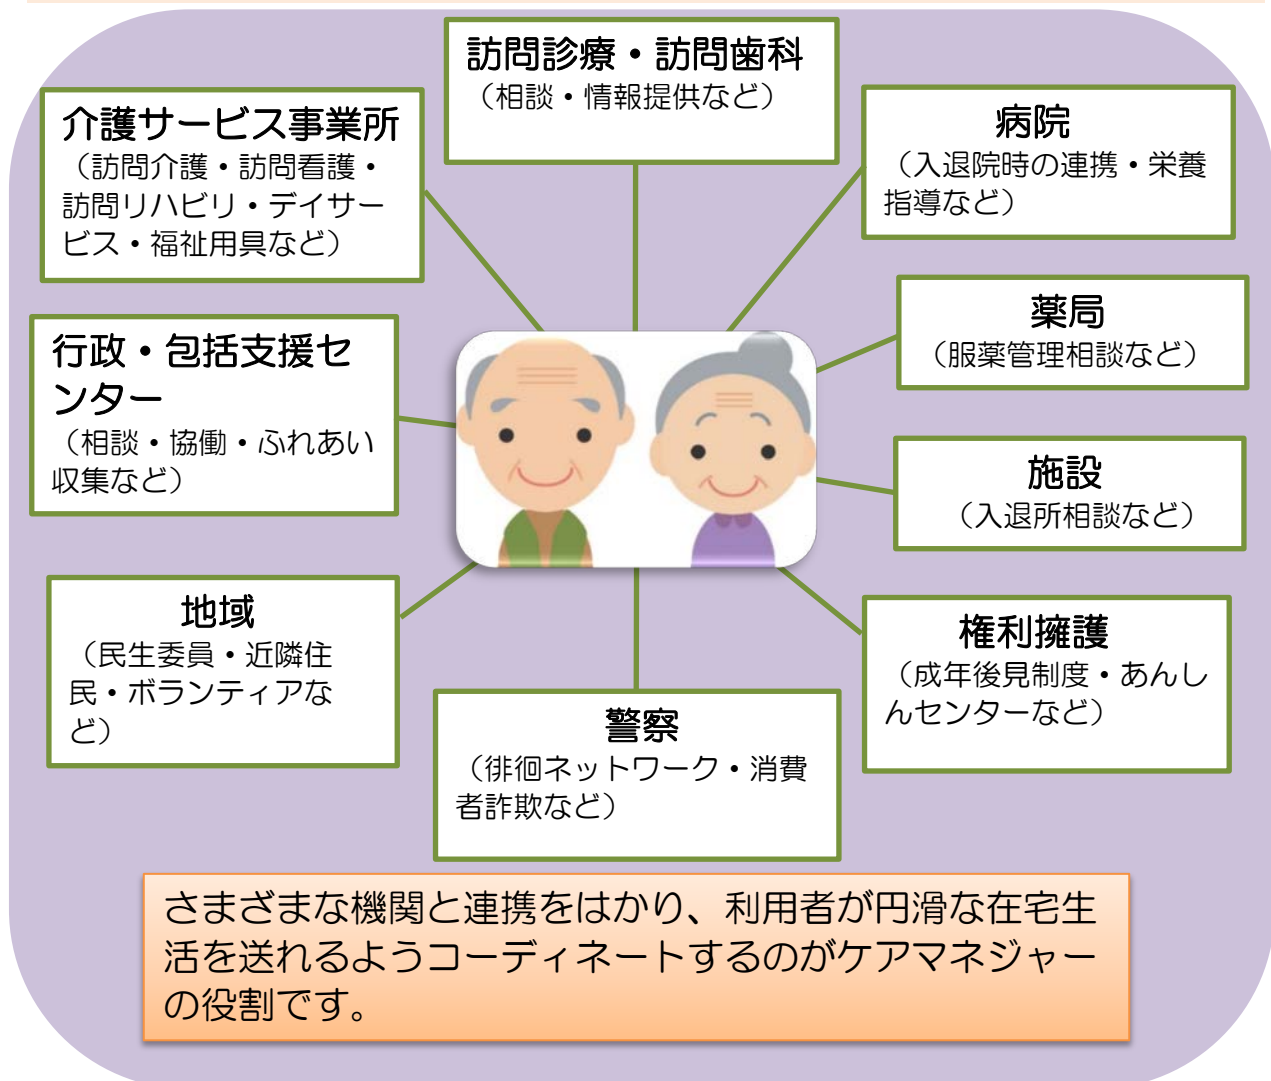 訪問診療・訪問歯科
（相談・情報提供など）
介護サービス事業所
（訪問介護・訪問看護・
訪問リハビリ・デイサー
ビス・福祉用具など）
病院
（入退院時の連携・栄養
指導など）
薬局
（服薬管理相談など）
行政・包括支援セ
ンター
（相談・協働・ふれあい
収集など）
施設
（入退所相談など）
地域
（民生委員・近隣住
民・ボランティアな
ど）
権利擁護
（成年後見制度・あんし
んセンターなど）
警察
（徘徊ネットワーク・消費
者詐欺など）
さまざまな機関と連携をはかり、利用者が円滑な在宅生
活を送れるようコーディネートするのがケアマネジャー
の役割です。